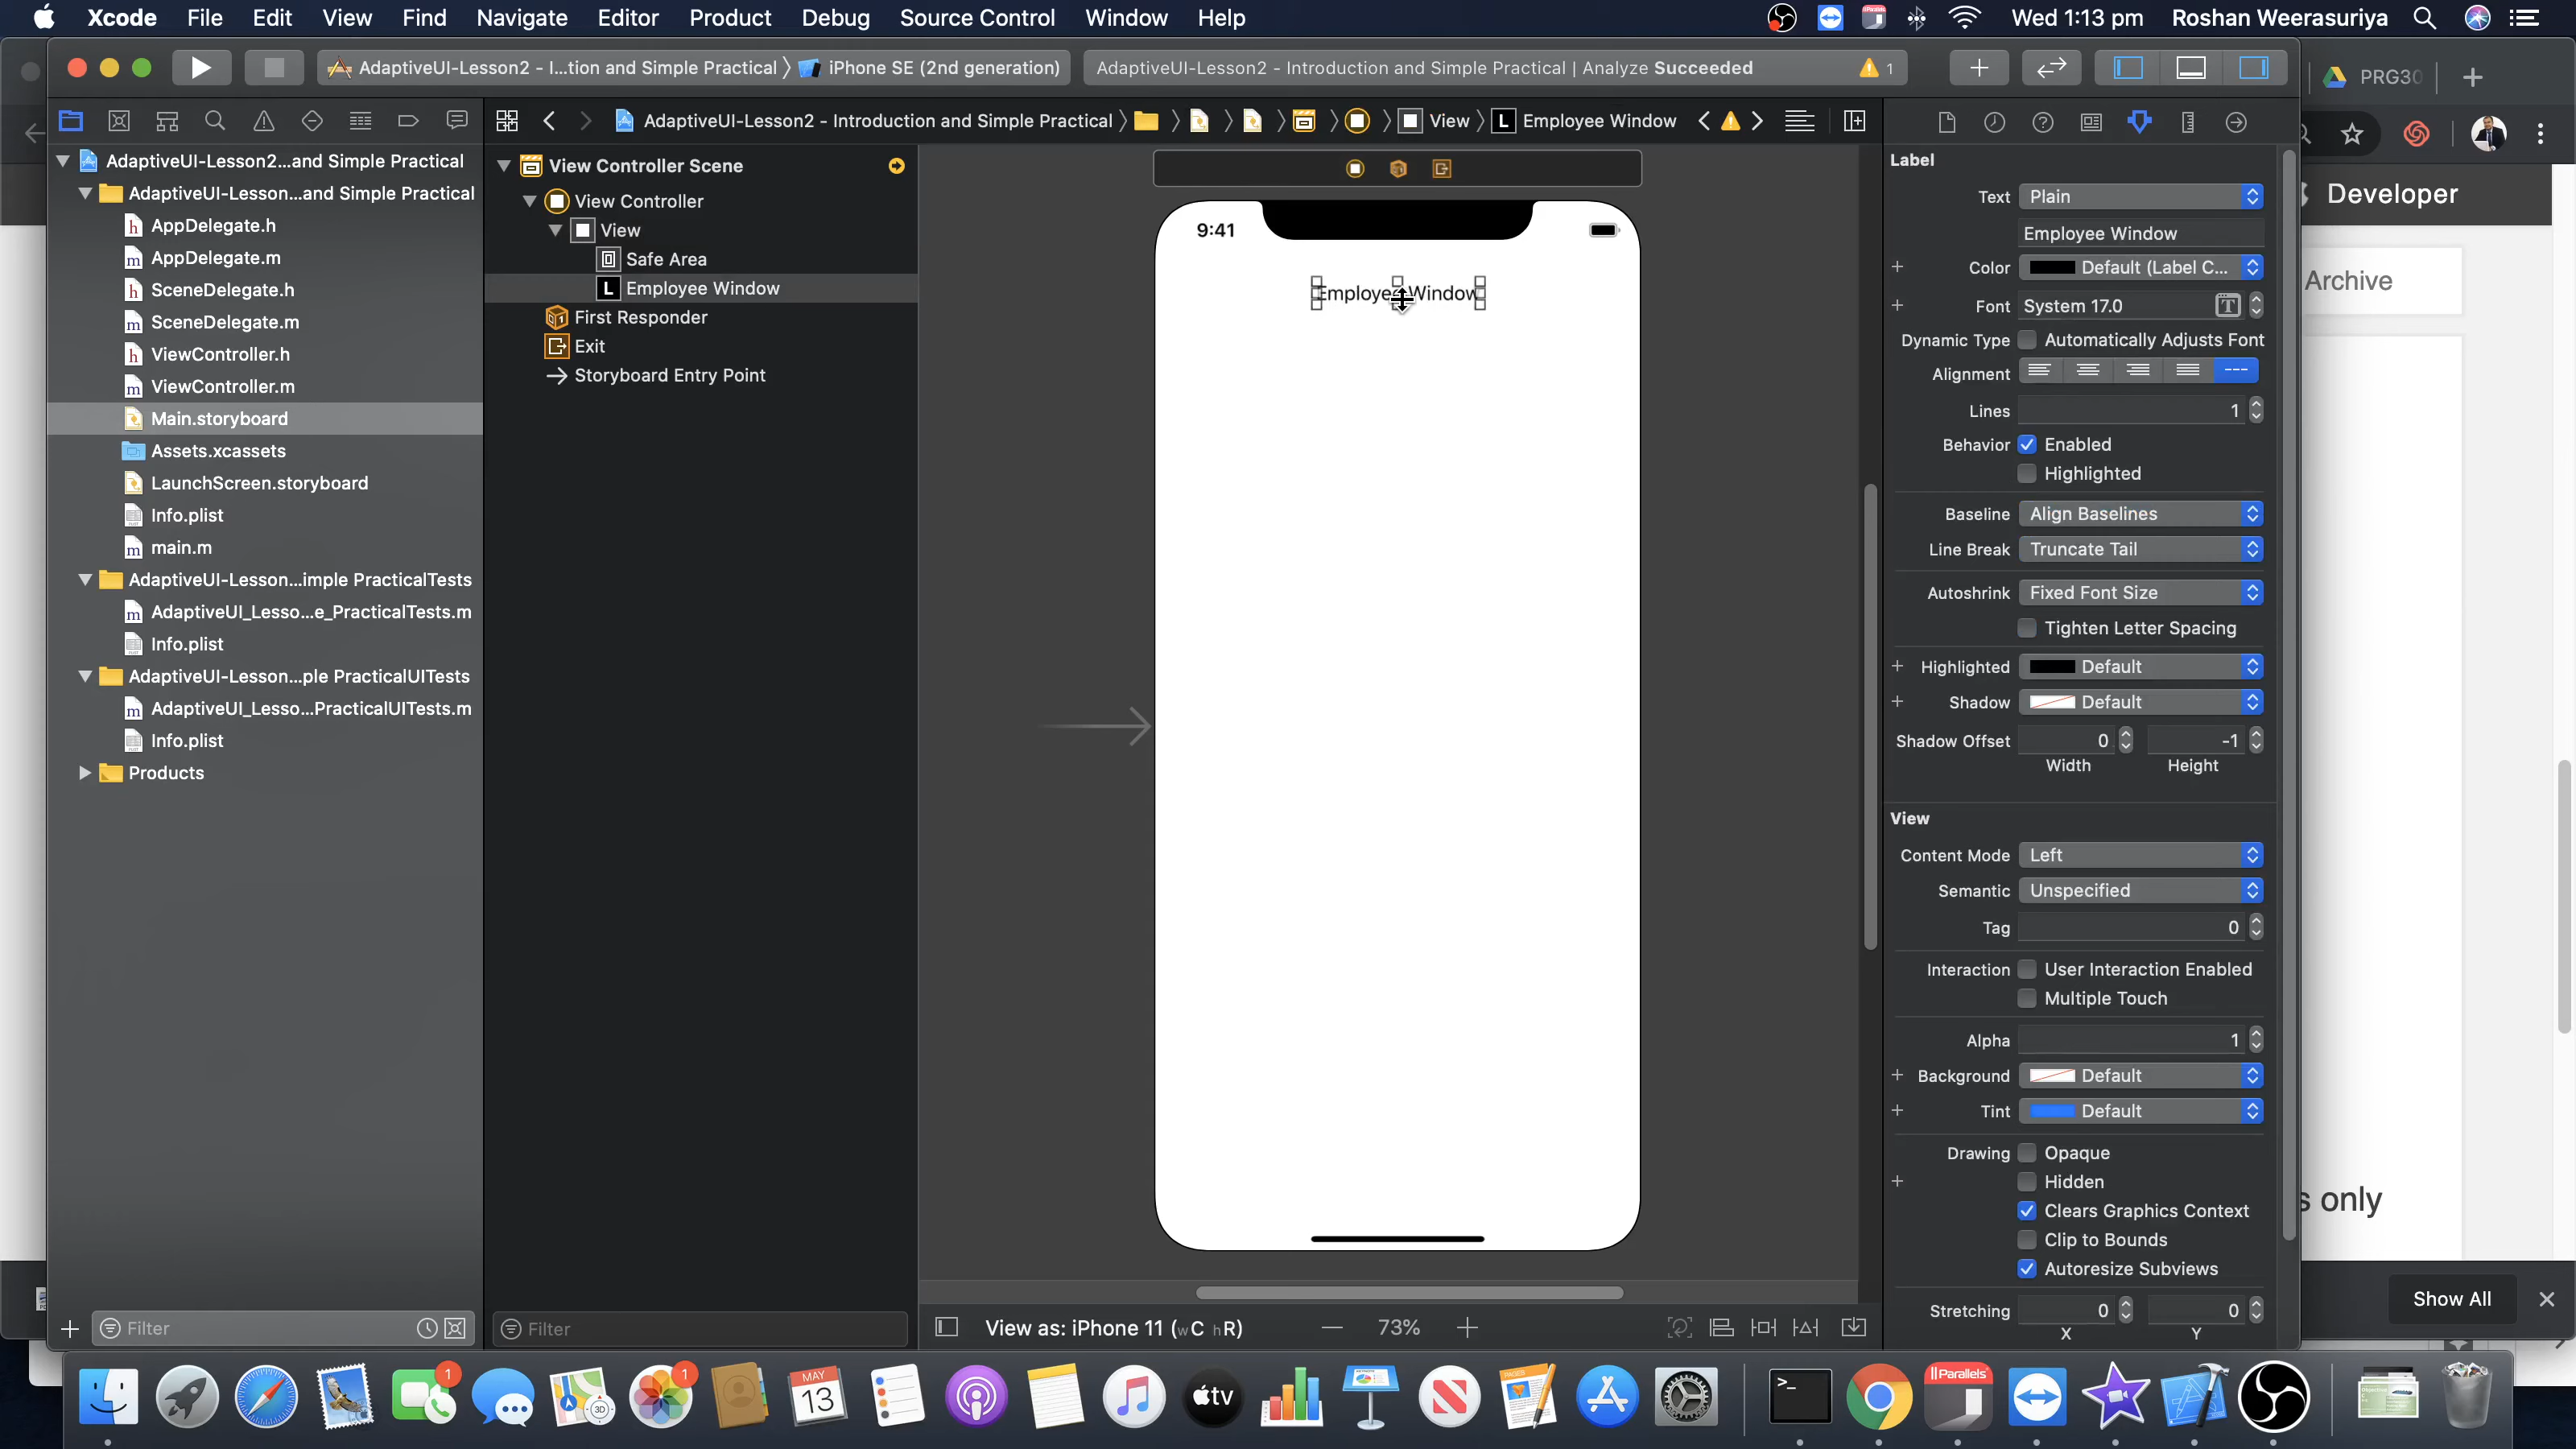 Xcode File Edit View Find Navigate Editor Product Debug Source Control Window Help Wed 1:13 pm Roshan Weerasuriya
AdaptiveUI-Lesson2 - I...tion and Simple Practical iPhone SE (2nd generation) AdaptiveUI-Lesson2 - Introduction and Simple Practical | Analyze Succeeded 1
PRG30
AdaptiveUI-Lesson2 - Introduction and Simple Practical View L Employee Window
AdaptiveUI-Lesson2...and Simple Practical
AdaptiveUI-Lesson...and Simple Practical
h AppDelegate.h
m AppDelegate.m
h SceneDelegate.h
m SceneDelegate.m
h ViewController.h
m ViewController.m
Main.storyboard
Assets.xcassets
LaunchScreen.storyboard
Info.plist
m main.m
AdaptiveUI-Lesson...imple PracticalTests
m AdaptiveUI_Lesso...e_PracticalTests.m
Info.plist
AdaptiveUI-Lesson...ple PracticalUITests
m AdaptiveUI_Lesso...PracticalUITests.m
Info.plist
Products
Filter
View Controller Scene
View Controller
View
Safe Area
L Employee Window
First Responder
Exit
Storyboard Entry Point
Filter
9:41
Employee Window
View as: iPhone 11 (wC hR) 73%
Label
Text Plain
Employee Window
Color Default (Label C...
Font System 17.0 T
Dynamic Type Automatically Adjusts Font
Alignment
Lines 1
Behavior Enabled
Highlighted
Baseline Align Baselines
Line Break Truncate Tail
Autoshrink Fixed Font Size
Tighten Letter Spacing
Highlighted Default
Shadow Default
Shadow Offset 0 -1
Width Height
View
Content Mode Left
Semantic Unspecified
Tag 0
Interaction User Interaction Enabled
Multiple Touch
Alpha 1
Background Default
Tint Default
Drawing Opaque
Hidden
Clears Graphics Context
Clip to Bounds
Autoresize Subviews
Stretching 0 0
X Y
Developer
Archive
s only
Show All
1
3D
1
MAY
13
tv
PAGES
>_
Parallels